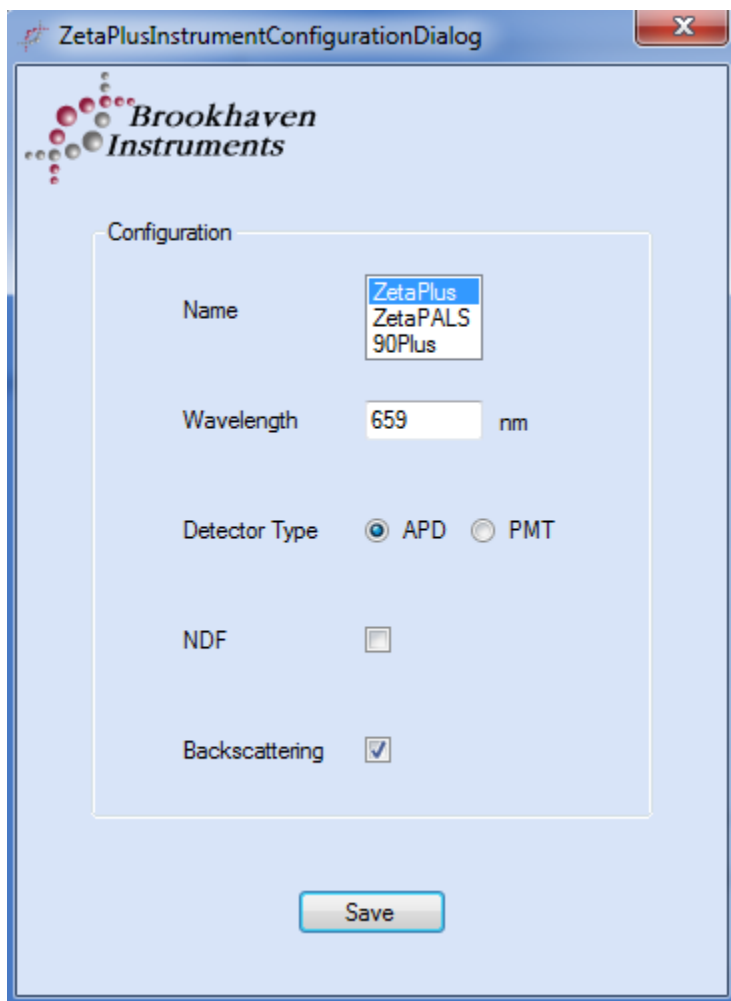 ZetaPlusInstrumentConfigurationDialog
Brookhaven
Instruments
Configuration
Name
ZetaPlus
ZetaPALS
90Plus
Wavelength 659 nm
Detector Type APD PMT
NDF
Backscattering
Save